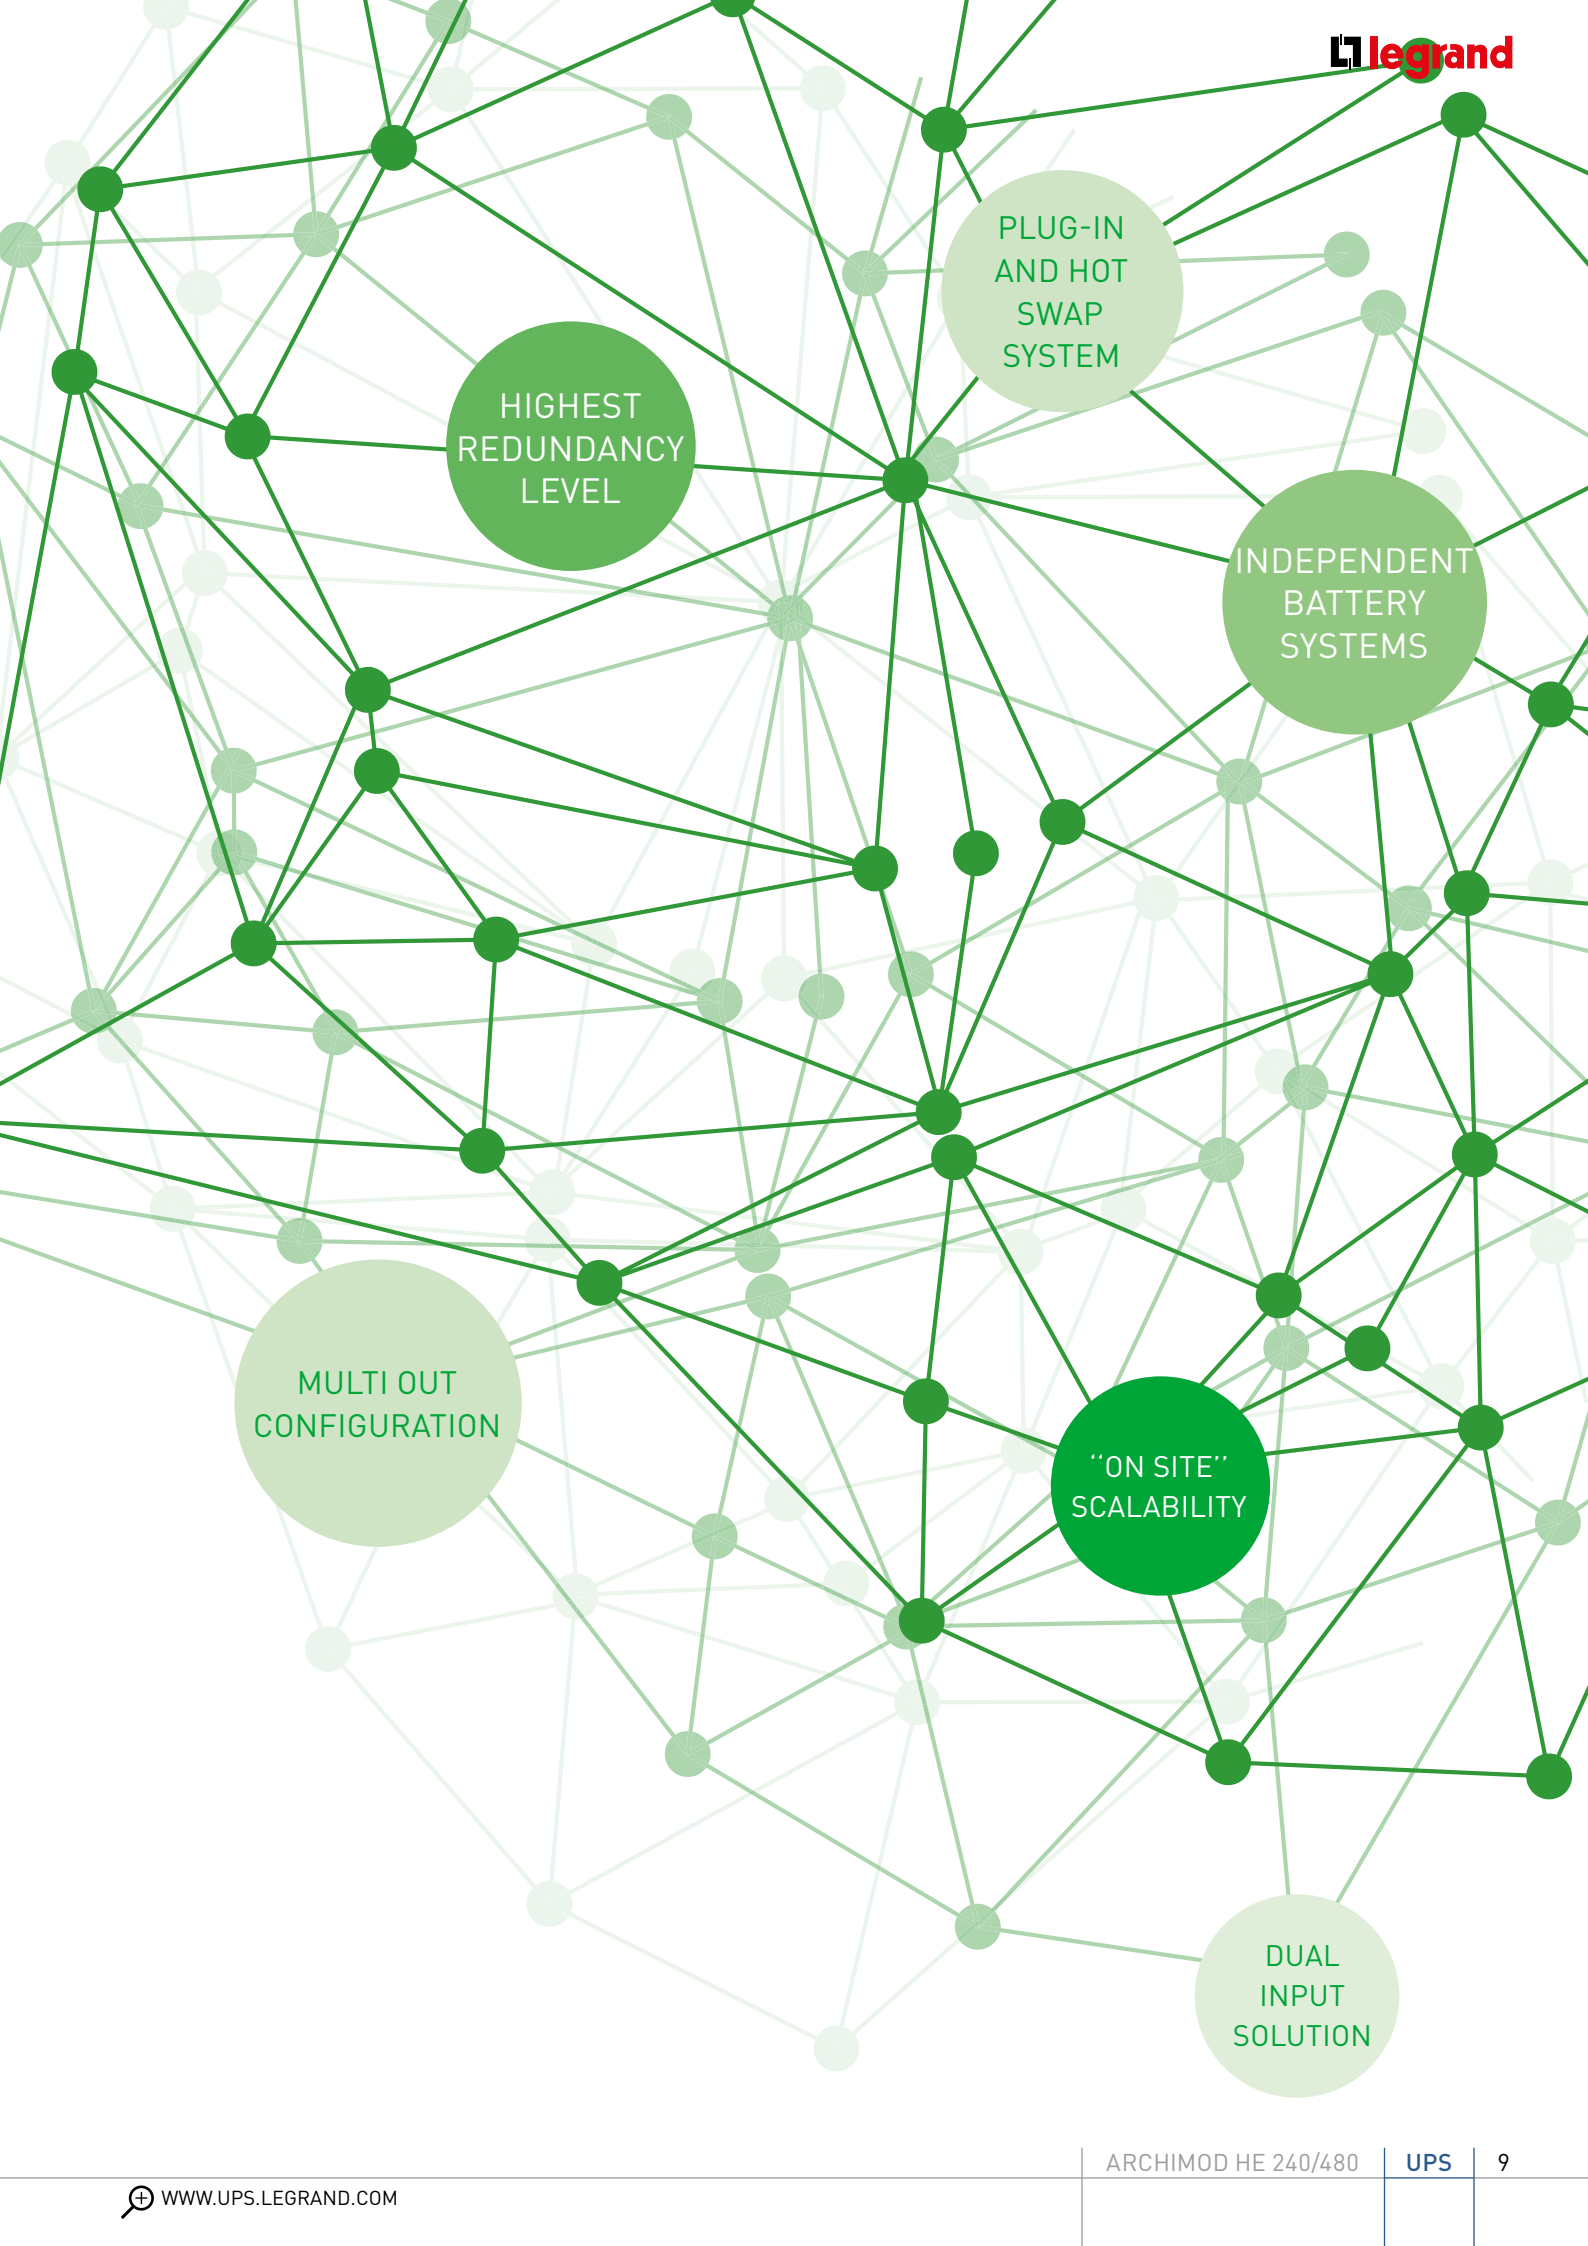 legrand
PLUG-IN
AND HOT
SWAP
SYSTEM
HIGHEST
REDUNDANCY
LEVEL
INDEPENDENT
BATTERY
SYSTEMS
MULTI OUT
CONFIGURATION
‘‘ON SITE’’
SCALABILITY
DUAL
INPUT
SOLUTION
ARCHIMOD HE 240/480 UPS 9
WWW.UPS.LEGRAND.COM